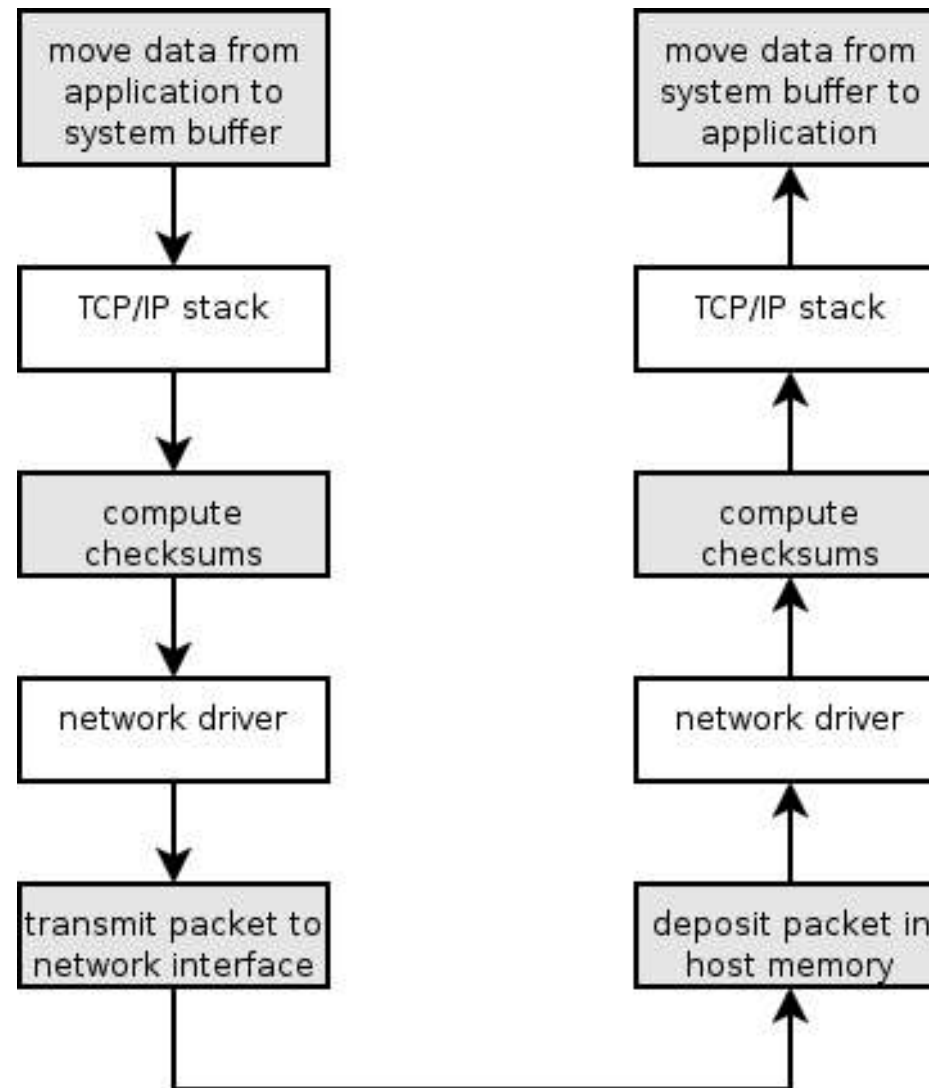 move data from
application to
system buffer
TCP/IP stack
compute
checksums
network driver
transmit packet to
network interface
move data from
system buffer to
application
TCP/IP stack
compute
checksums
network driver
deposit packet in
host memory